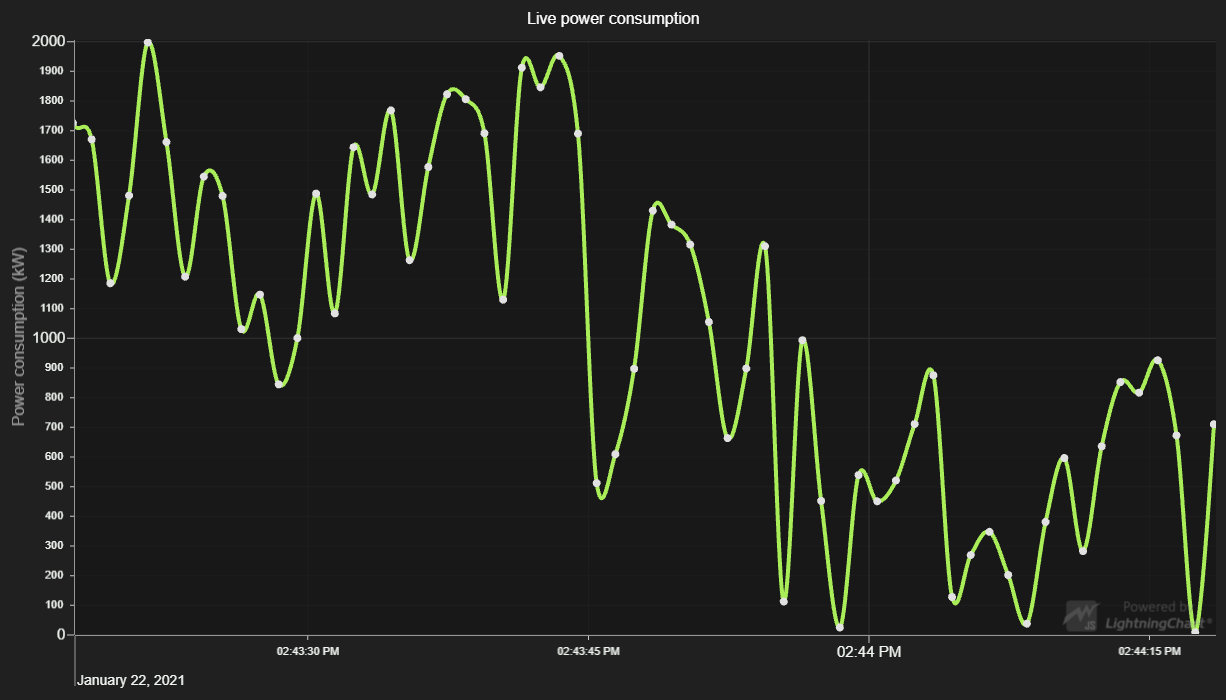 Live power consumption
Power consumption (kW)
2000
1900
1800
1700
1600
1500
1400
1300
1200
1100
1000
900
800
700
600
500
400
300
200
100
0
02:43:30 PM
02:43:45 PM
02:44 PM
02:44:15 PM
January 22, 2021
Powered by
JS
LightningChart®